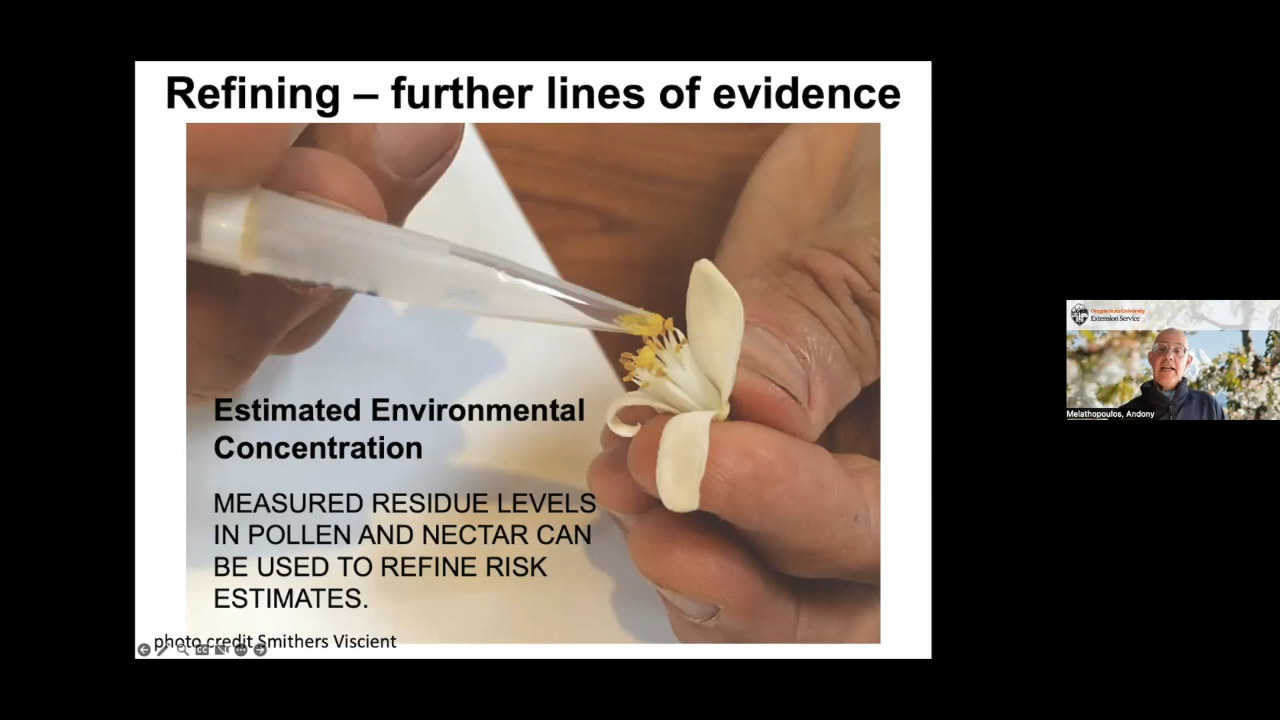 Refining – further lines of evidence
Estimated Environmental
Concentration
MEASURED RESIDUE LEVELS
IN POLLEN AND NECTAR CAN
BE USED TO REFINE RISK
ESTIMATES.
photo credit Smithers Viscient
Oregon State University
Extension Service
Melathopoulos, Andony